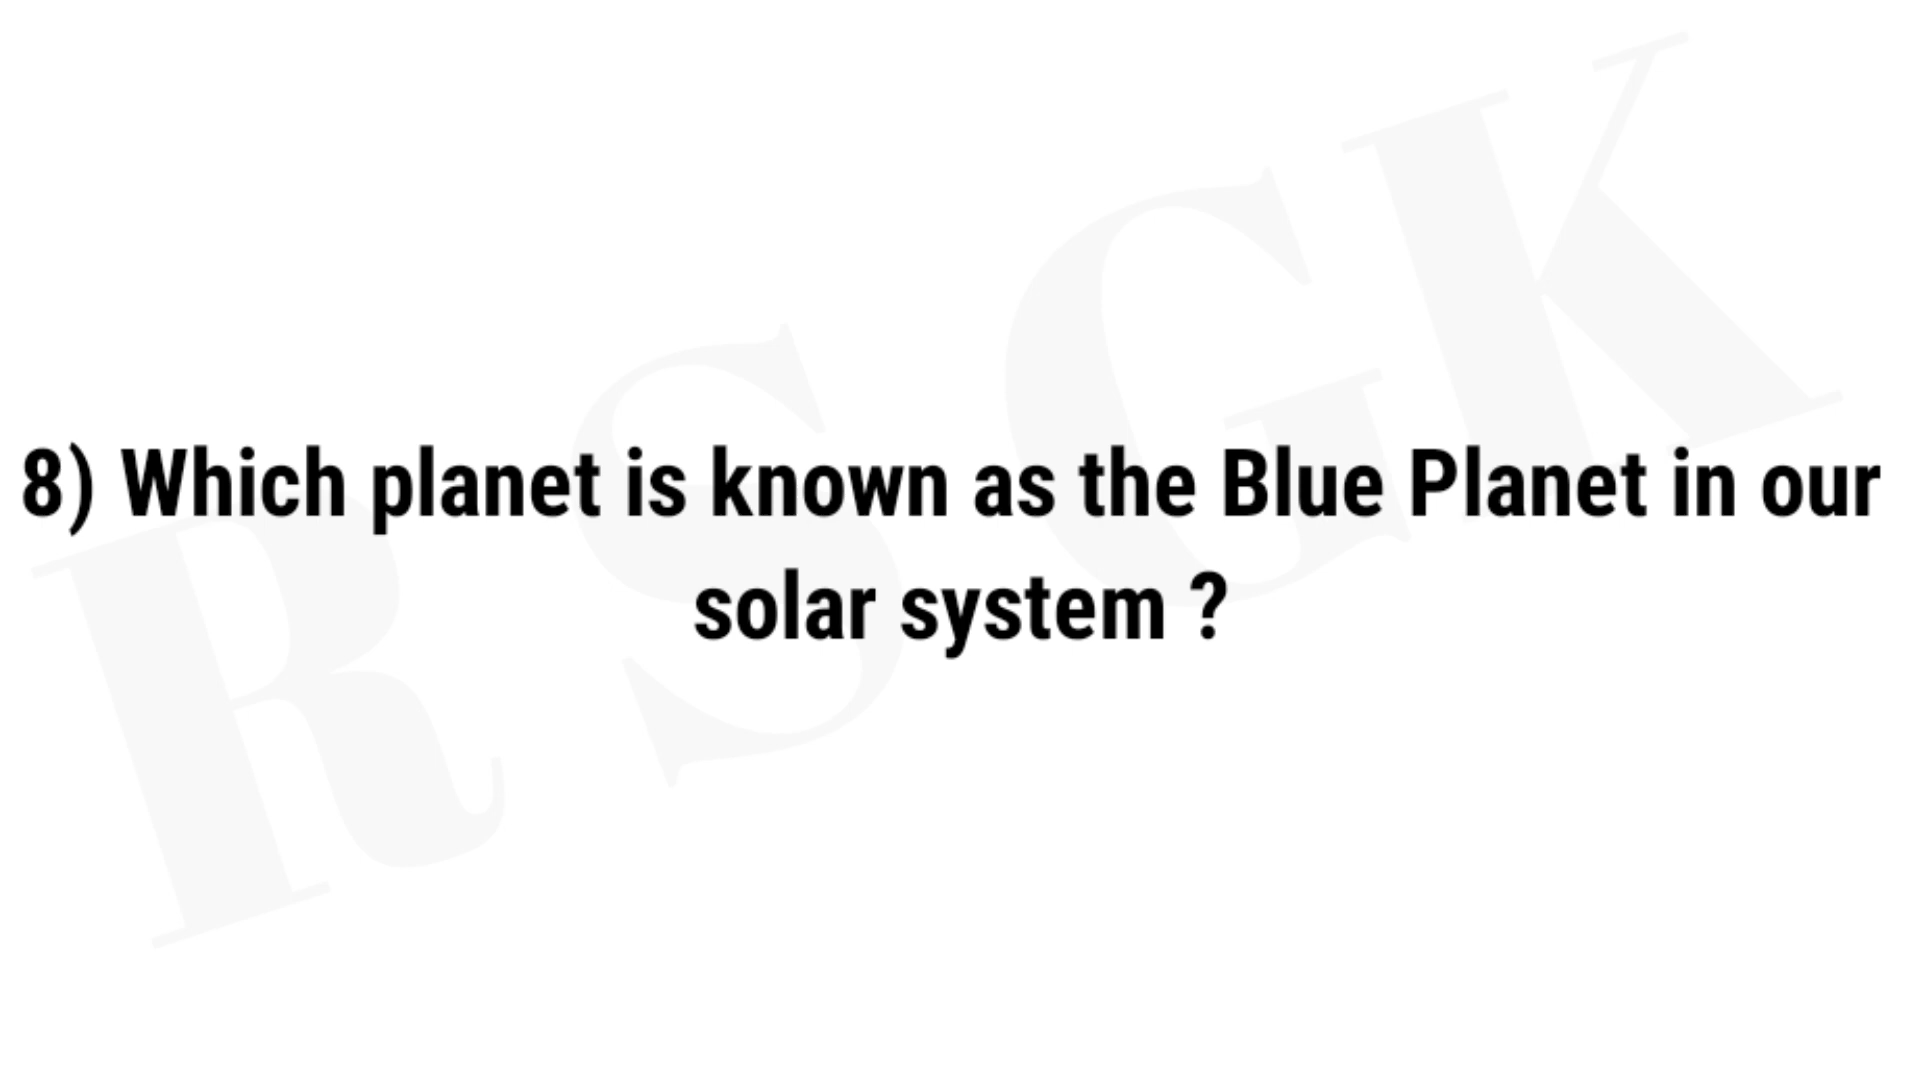 8) Which planet is known as the Blue Planet in our
solar system ?
R S G K